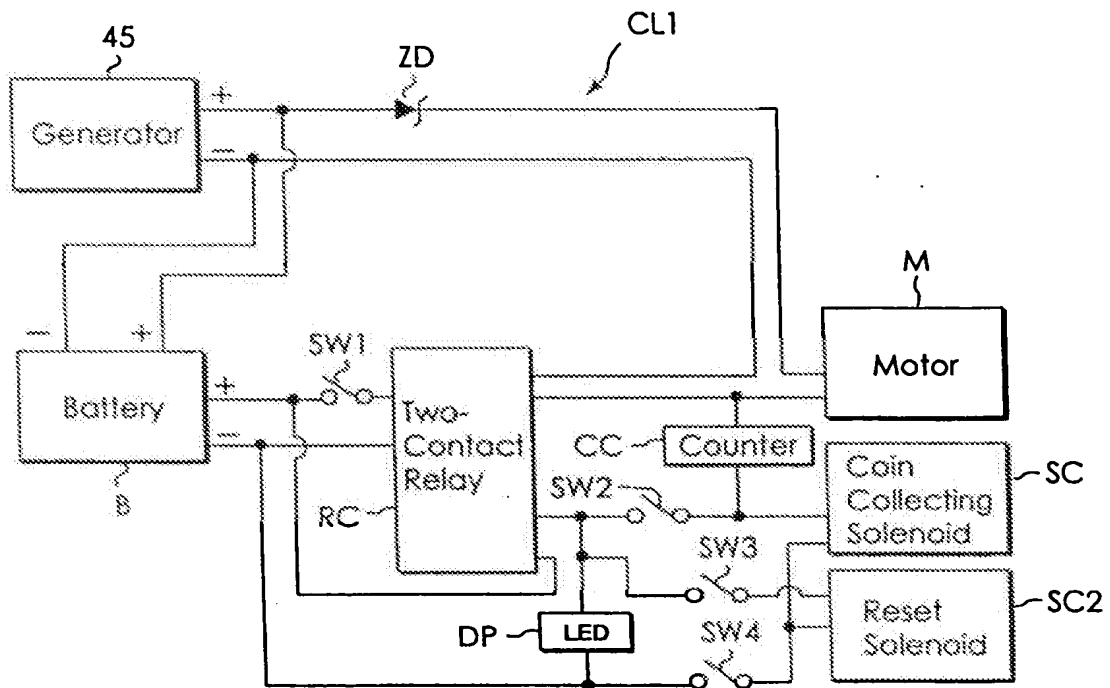 CL1
45
ZD
+
Generator
−
M
− +
SW1
+
Motor
Battery
Two-
Contact
Relay
−
CC
Counter
Coin
Collecting
Solenoid
SC
B
RC
SW2
SW3
Reset
Solenoid
SC2
DP
LED
SW4